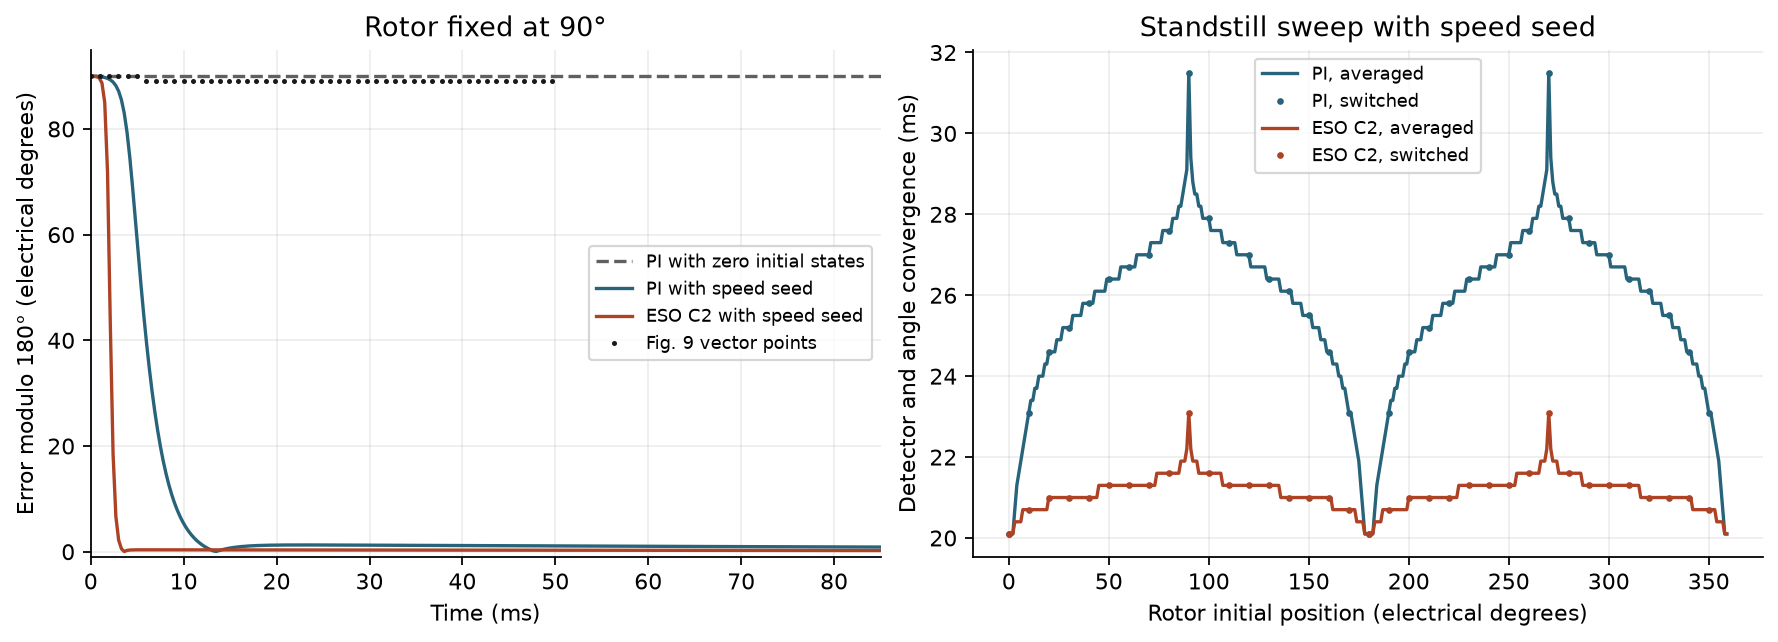 Rotor fixed at 90°
Error modulo 180° (electrical degrees)
80
60
40
20
0
PI with zero initial states
PI with speed seed
ESO C2 with speed seed
Fig. 9 vector points
0 10 20 30 40 50 60 70 80
Time (ms)
Standstill sweep with speed seed
Detector and angle convergence (ms)
32
30
28
26
24
22
20
PI, averaged
PI, switched
ESO C2, averaged
ESO C2, switched
0 50 100 150 200 250 300 350
Rotor initial position (electrical degrees)